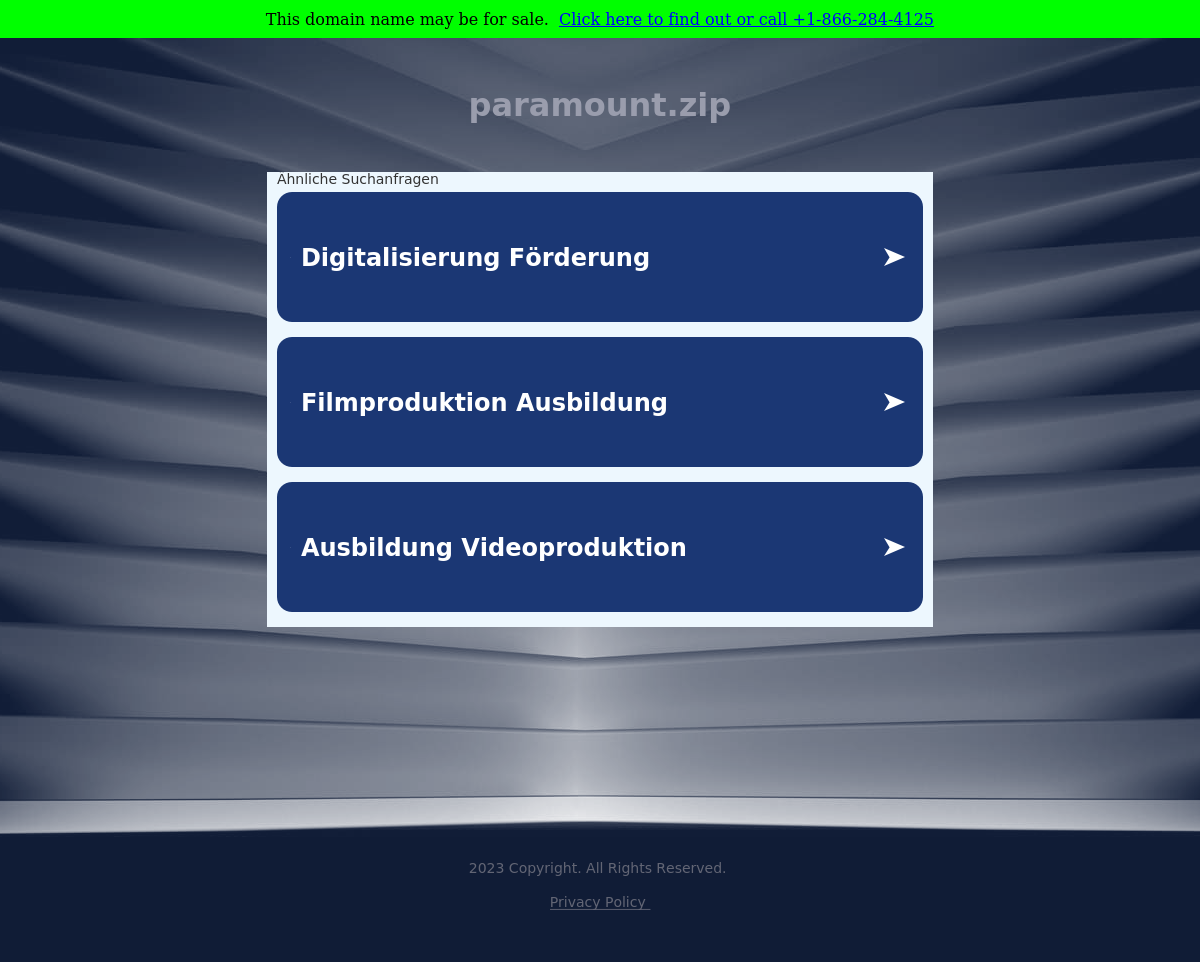 This domain name may be for sale. Click here to find out or call +1-866-284-4125
paramount.zip
Ähnliche Suchanfragen
Digitalisierung Förderung
Filmproduktion Ausbildung
Ausbildung Videoproduktion
2023 Copyright. All Rights Reserved.
Privacy Policy